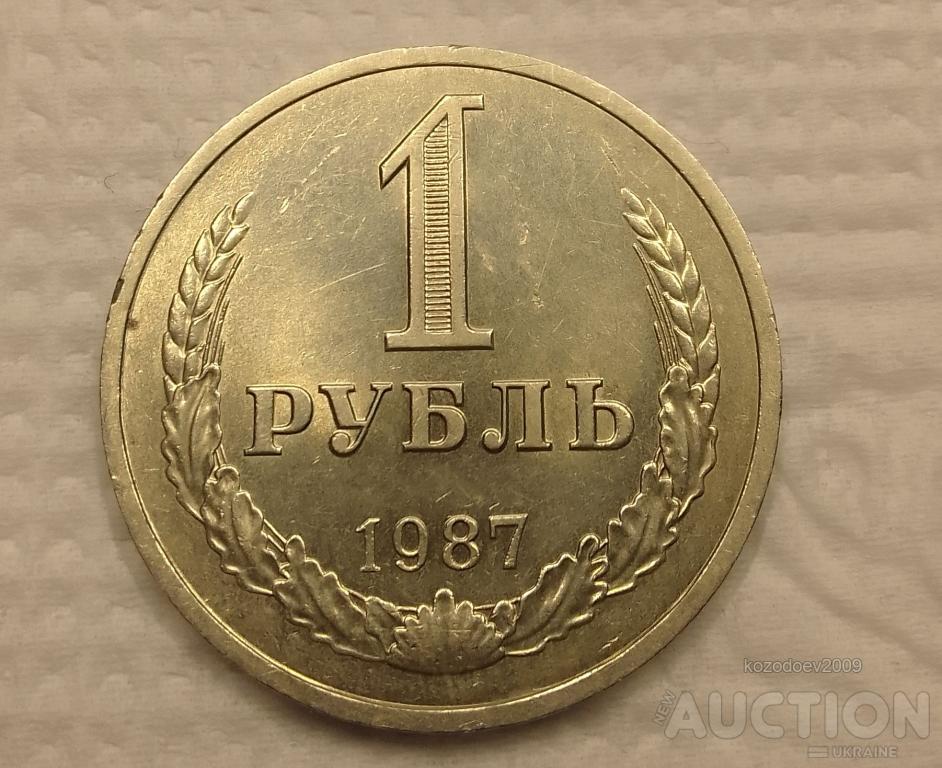 1
РУБЛЬ
1987
kozodoev2009
NEW AUCTION
UKRAINE